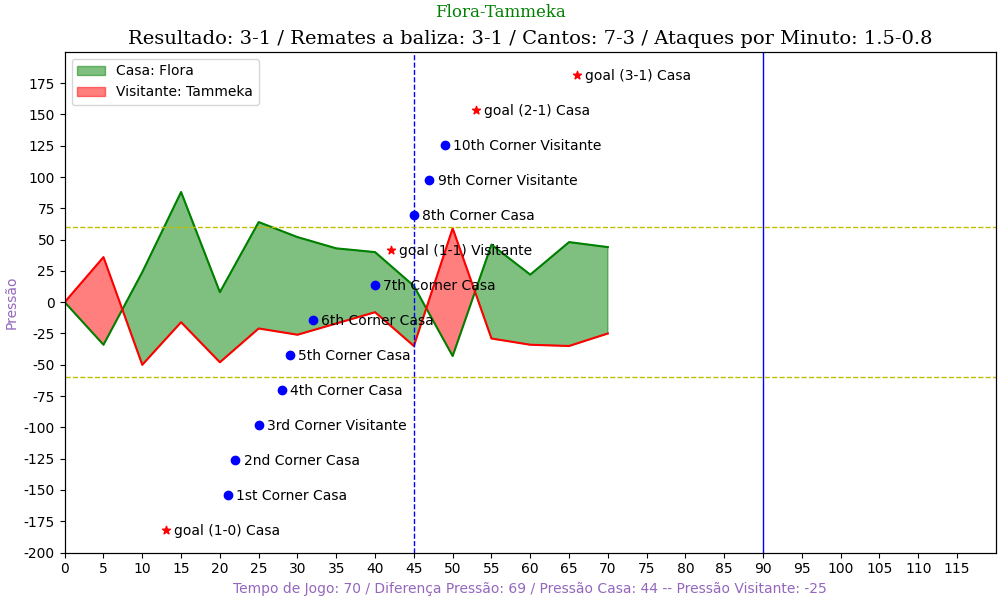 Flora-Tammeka
Resultado: 3-1 / Remates a baliza: 3-1 / Cantos: 7-3 / Ataques por Minuto: 1.5-0.8
Casa: Flora
Visitante: Tammeka
goal (3-1) Casa
goal (2-1) Casa
10th Corner Visitante
9th Corner Visitante
8th Corner Casa
goal (1-1) Visitante
7th Corner Casa
6th Corner Casa
5th Corner Casa
4th Corner Casa
3rd Corner Visitante
2nd Corner Casa
1st Corner Casa
goal (1-0) Casa
Pressão
175
150
125
100
75
50
25
0
-25
-50
-75
-100
-125
-150
-175
-200
0 5 10 15 20 25 30 35 40 45 50 55 60 65 70 75 80 85 90 95 100 105 110 115
Tempo de Jogo: 70 / Diferença Pressão: 69 / Pressão Casa: 44 -- Pressão Visitante: -25